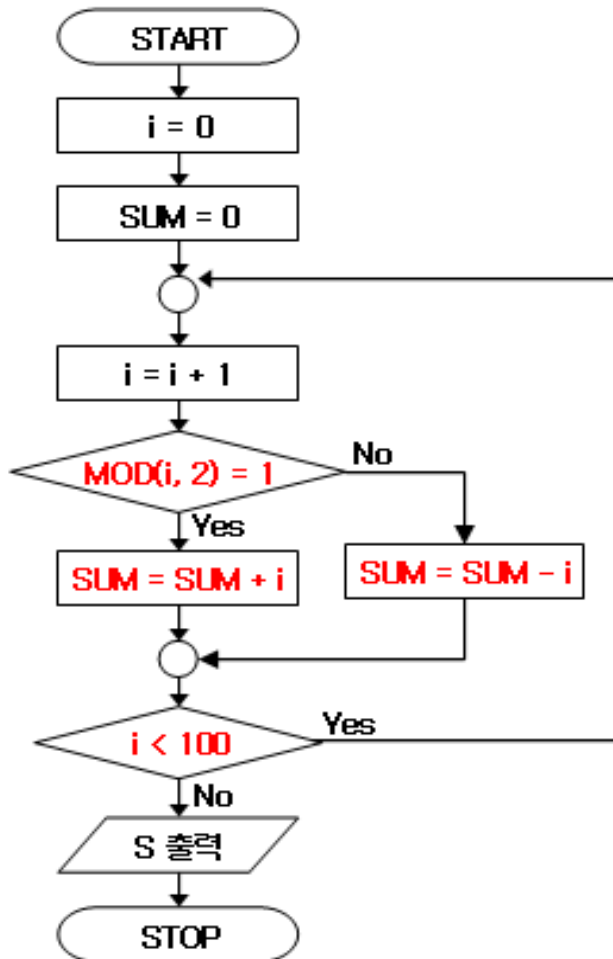 START
i = 0
SUM = 0
i = i + 1
MOD(i, 2) = 1
No
Yes
SUM = SUM + i
SUM = SUM - i
i < 100
Yes
No
S 출력
STOP